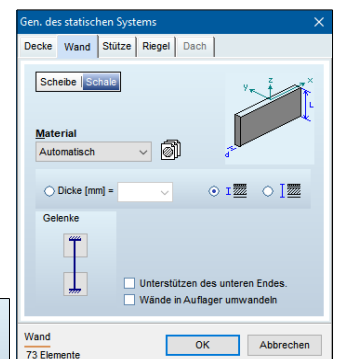 Gen. des statischen Systems
Decke Wand Stütze Riegel Dach
Scheibe Schale
y z x
L
d
Material
Automatisch
Dicke [mm] =
Gelenke
Unterstützen des unteren Endes.
Wände in Auflager umwandeln
Wand
73 Elemente
OK Abbrechen